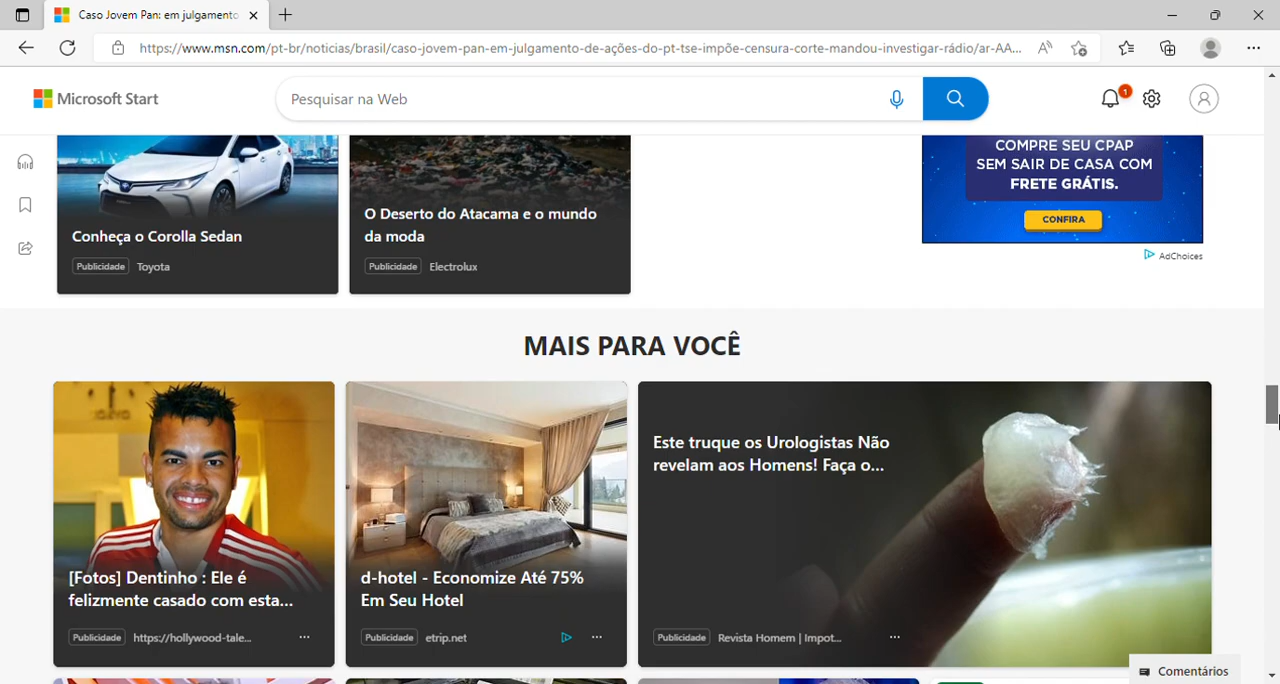 Caso Jovem Pan: em julgamento
https://www.msn.com/pt-br/noticias/brasil/caso-jovem-pan-em-julgamento-de-ações-do-pt-tse-impõe-censura-corte-mandou-investigar-rádio/ar-AA...
Microsoft Start
Pesquisar na Web
1
COMPRE SEU CPAP
SEM SAIR DE CASA COM
FRETE GRÁTIS.
CONFIRA
AdChoices
Conheça o Corolla Sedan
Publicidade Toyota
O Deserto do Atacama e o mundo
da moda
Publicidade Electrolux
MAIS PARA VOCÊ
[Fotos] Dentinho : Ele é
felizmente casado com esta...
Publicidade https://hollywood-tale...
d-hotel - Economize Até 75%
Em Seu Hotel
Publicidade etrip.net
Este truque os Urologistas Não
revelam aos Homens! Faça o...
Publicidade Revista Homem | Impot...
Comentários